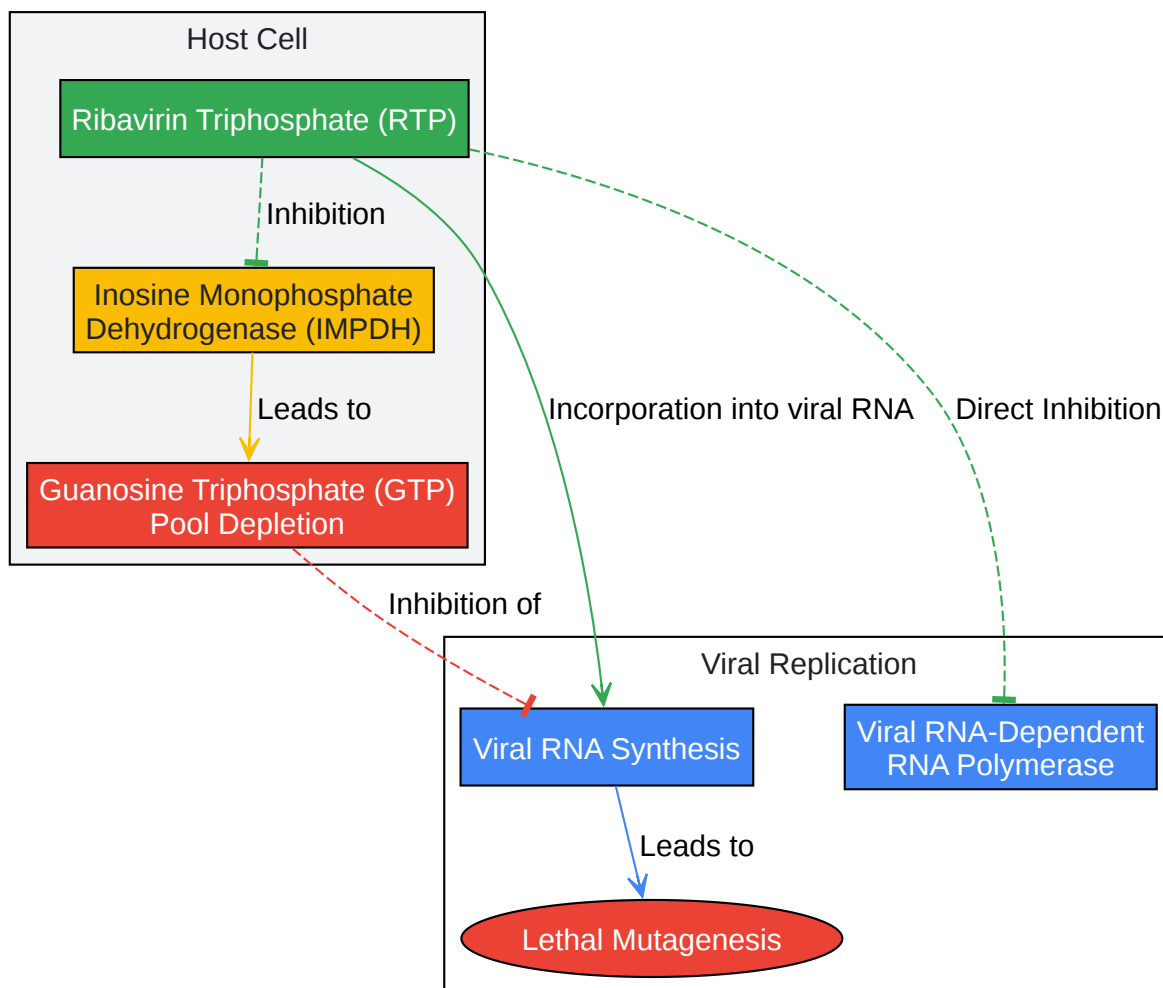 Host Cell
Ribavirin Triphosphate (RTP)
Inhibition
Inosine Monophosphate
Dehydrogenase (IMPDH)
Leads to
Incorporation into viral RNA
Direct Inhibition
Guanosine Triphosphate (GTP)
Pool Depletion
Inhibition of
Viral Replication
Viral RNA Synthesis
Viral RNA-Dependent
RNA Polymerase
Leads to
Lethal Mutagenesis